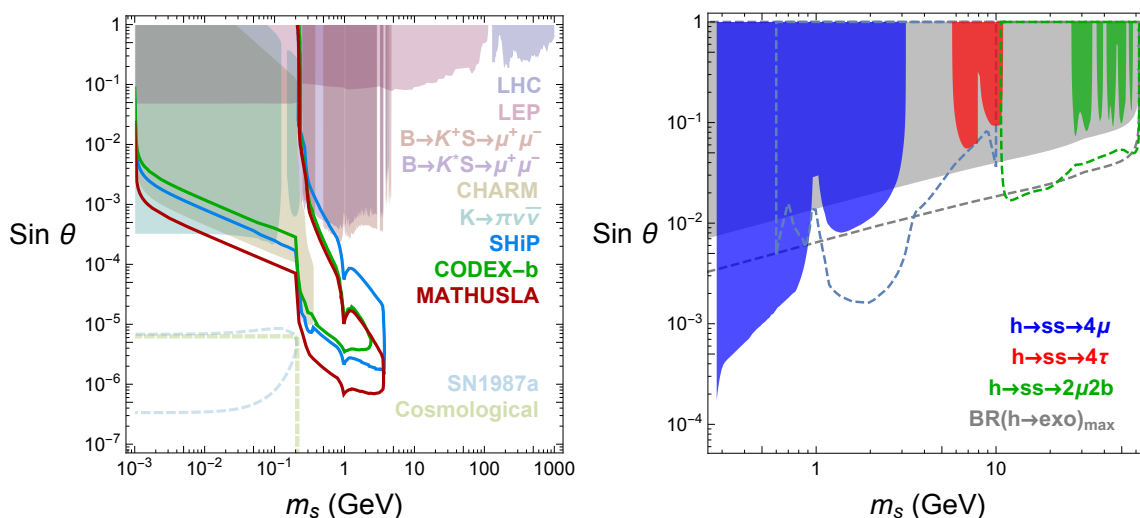 1
10⁻¹
10⁻²
10⁻³
10⁻⁴
10⁻⁵
10⁻⁶
10⁻⁷
Sin θ
LHC
LEP
B→K⁺S→μ⁺μ⁻
B→K*S→μ⁺μ⁻
CHARM
K→πνν̅
SHiP
CODEX-b
MATHUSLA
SN1987a
Cosmological
10⁻³ 10⁻² 10⁻¹ 1 10 100 1000
mₛ (GeV)
1
10⁻¹
10⁻²
10⁻³
10⁻⁴
Sin θ
h→ss→4μ
h→ss→4τ
h→ss→2μ2b
BR(h→exo)ₘₐₓ
1 10
mₛ (GeV)